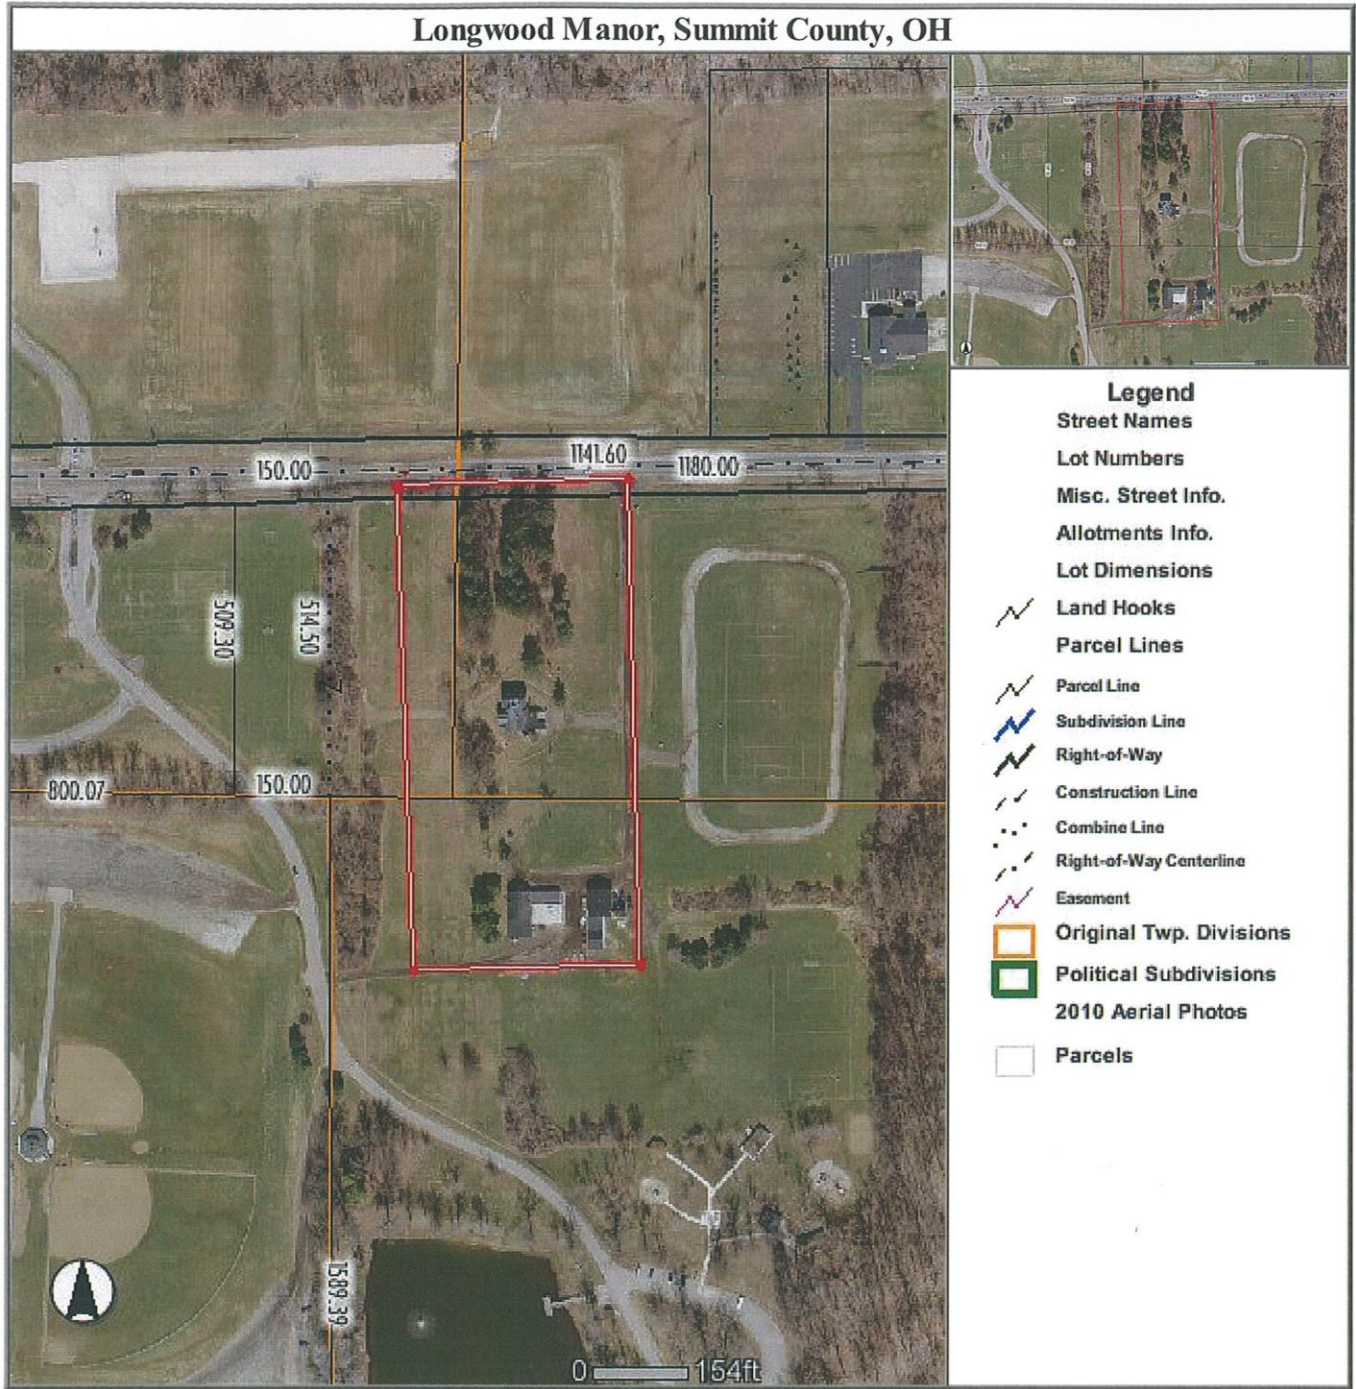 Longwood Manor, Summit County, OH
1141.60
150.00
1180.00
509.30
514.50
7
800.07
150.00
1589.39
0 154ft
Legend
Street Names
Lot Numbers
Misc. Street Info.
Allotments Info.
Lot Dimensions
Land Hooks
Parcel Lines
Parcel Line
Subdivision Line
Right-of-Way
Construction Line
Combine Line
Right-of-Way Centerline
Easement
Original Twp. Divisions
Political Subdivisions
2010 Aerial Photos
Parcels